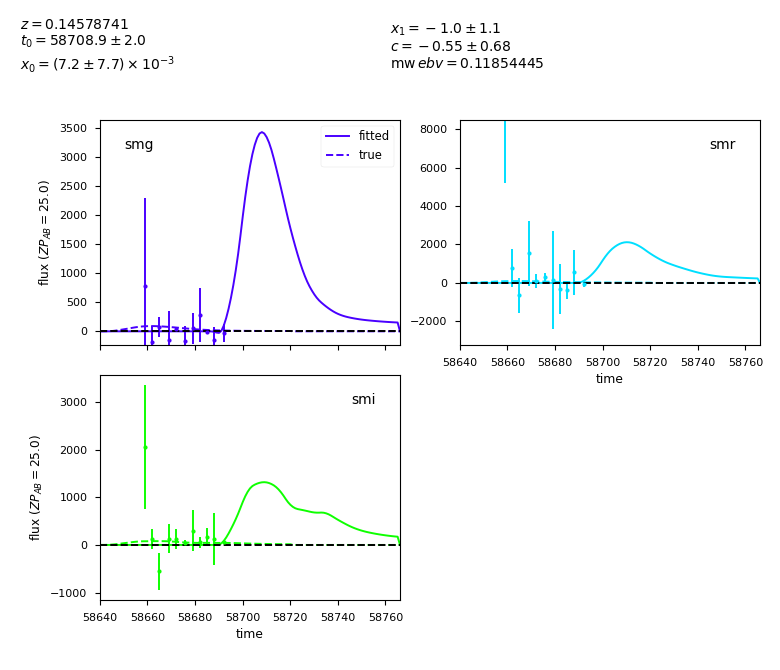 z = 0.14578741
t₀ = 58708.9 ± 2.0
x₀ = (7.2 ± 7.7) × 10⁻³
x₁ = −1.0 ± 1.1
c = −0.55 ± 0.68
mw ebv = 0.11854445
3500
3000
2500
2000
1500
1000
500
0
flux (ZP_AB = 25.0)
smg
fitted
true
8000
6000
4000
2000
0
−2000
smr
58640 58660 58680 58700 58720 58740 58760
time
3000
2000
1000
0
−1000
flux (ZP_AB = 25.0)
smi
58640 58660 58680 58700 58720 58740 58760
time